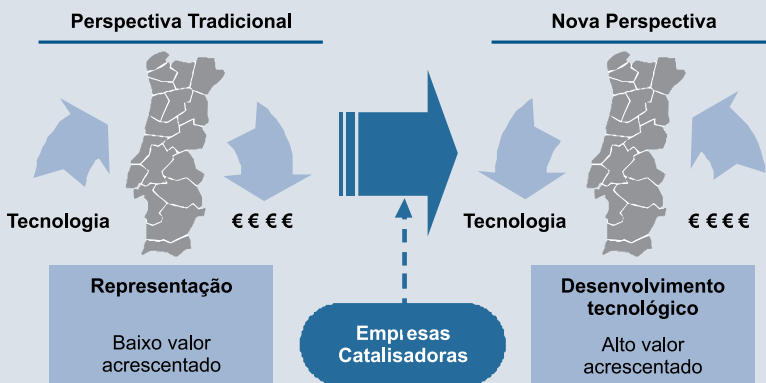 Perspectiva Tradicional
Nova Perspectiva
Tecnologia
€ € € €
Tecnologia
€ € € €
Representação
Baixo valor
acrescentado
Empresas
Catalisadoras
Desenvolvimento
tecnológico
Alto valor
acrescentado